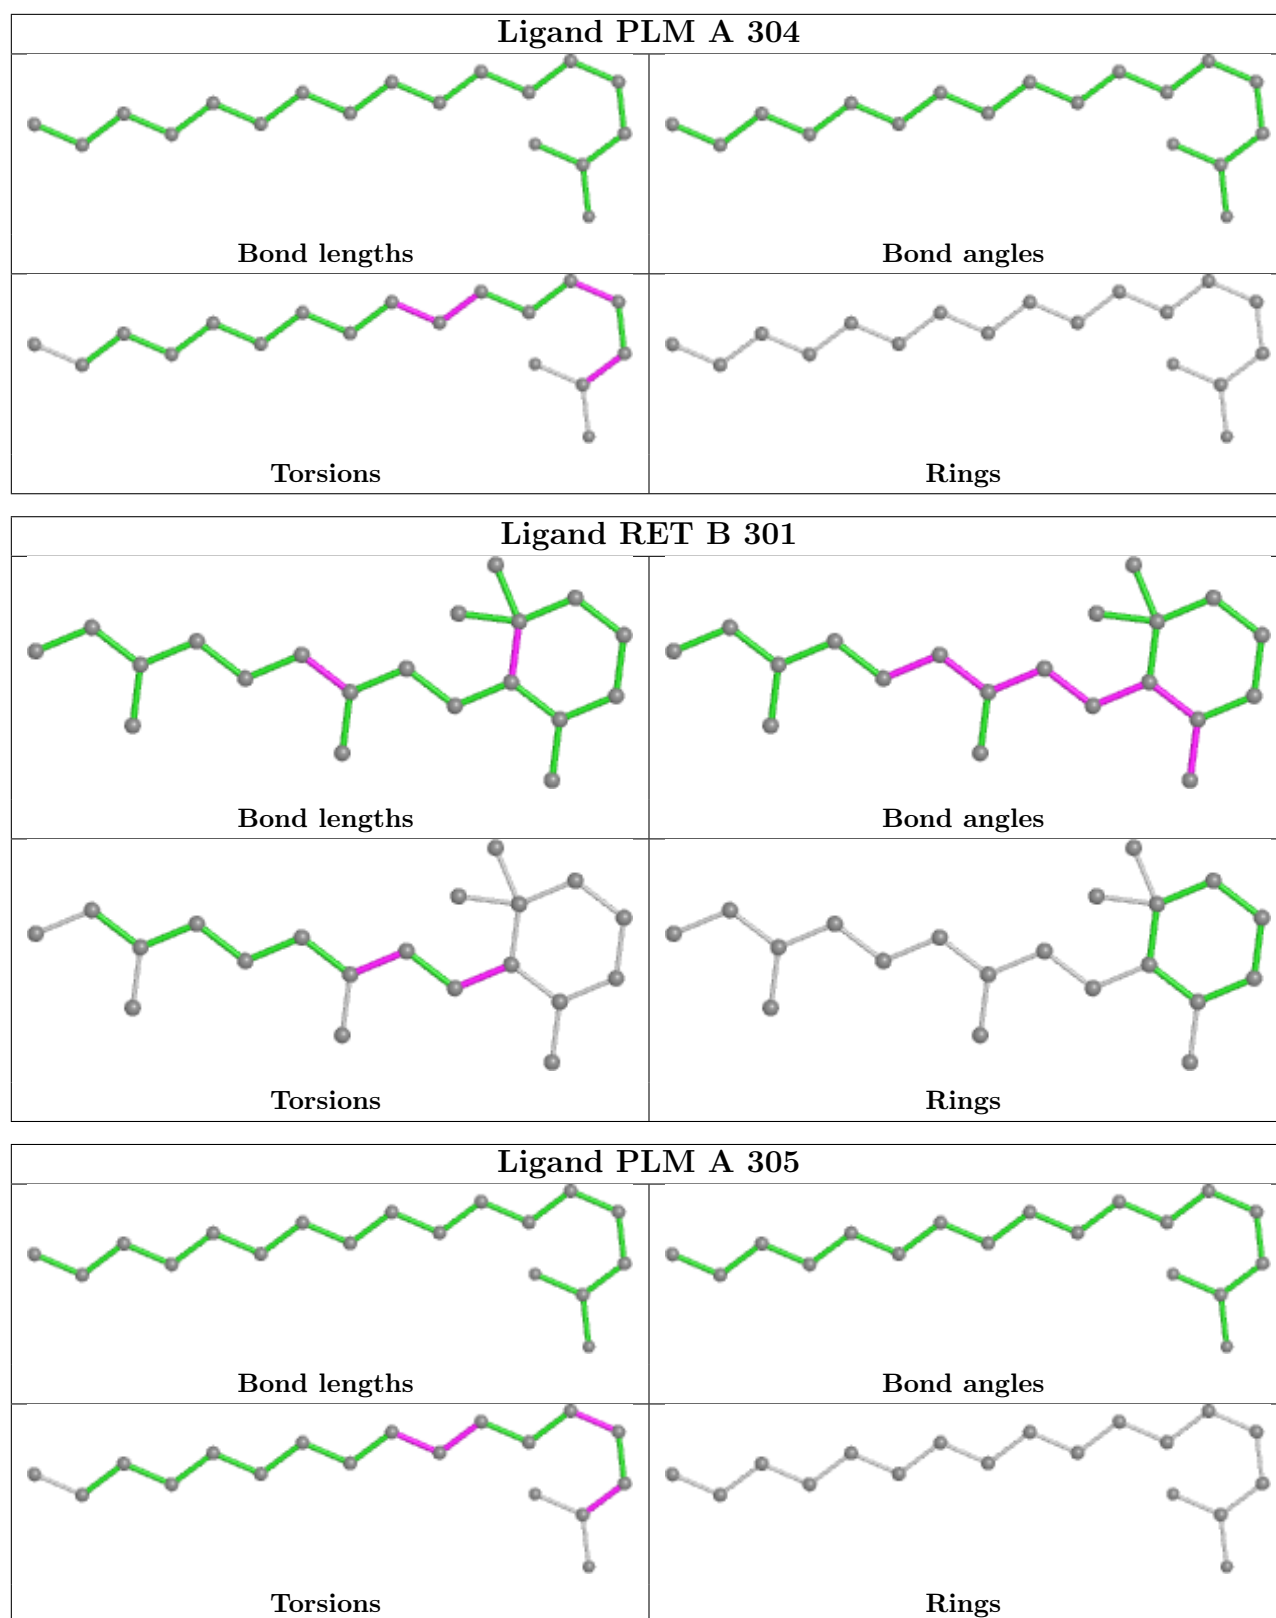 Ligand PLM A 304
Bond lengths
Bond angles
Torsions
Rings
Ligand RET B 301
Bond lengths
Bond angles
Torsions
Rings
Ligand PLM A 305
Bond lengths
Bond angles
Torsions
Rings